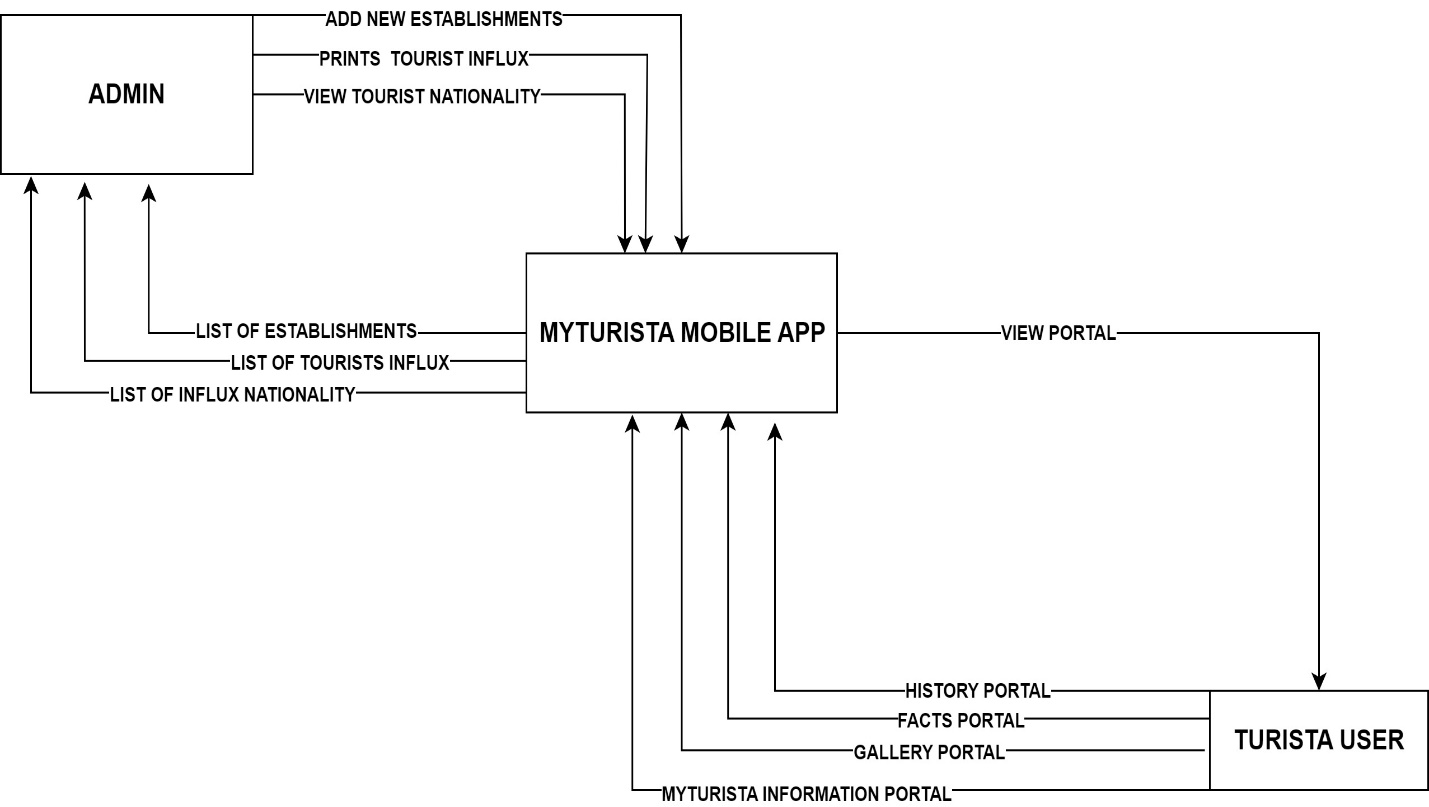 ADD NEW ESTABLISHMENTS
PRINTS TOURIST INFLUX
ADMIN
VIEW TOURIST NATIONALITY
LIST OF ESTABLISHMENTS
MYTURISTA MOBILE APP
VIEW PORTAL
LIST OF TOURISTS INFLUX
LIST OF INFLUX NATIONALITY
HISTORY PORTAL
FACTS PORTAL
TURISTA USER
GALLERY PORTAL
MYTURISTA INFORMATION PORTAL